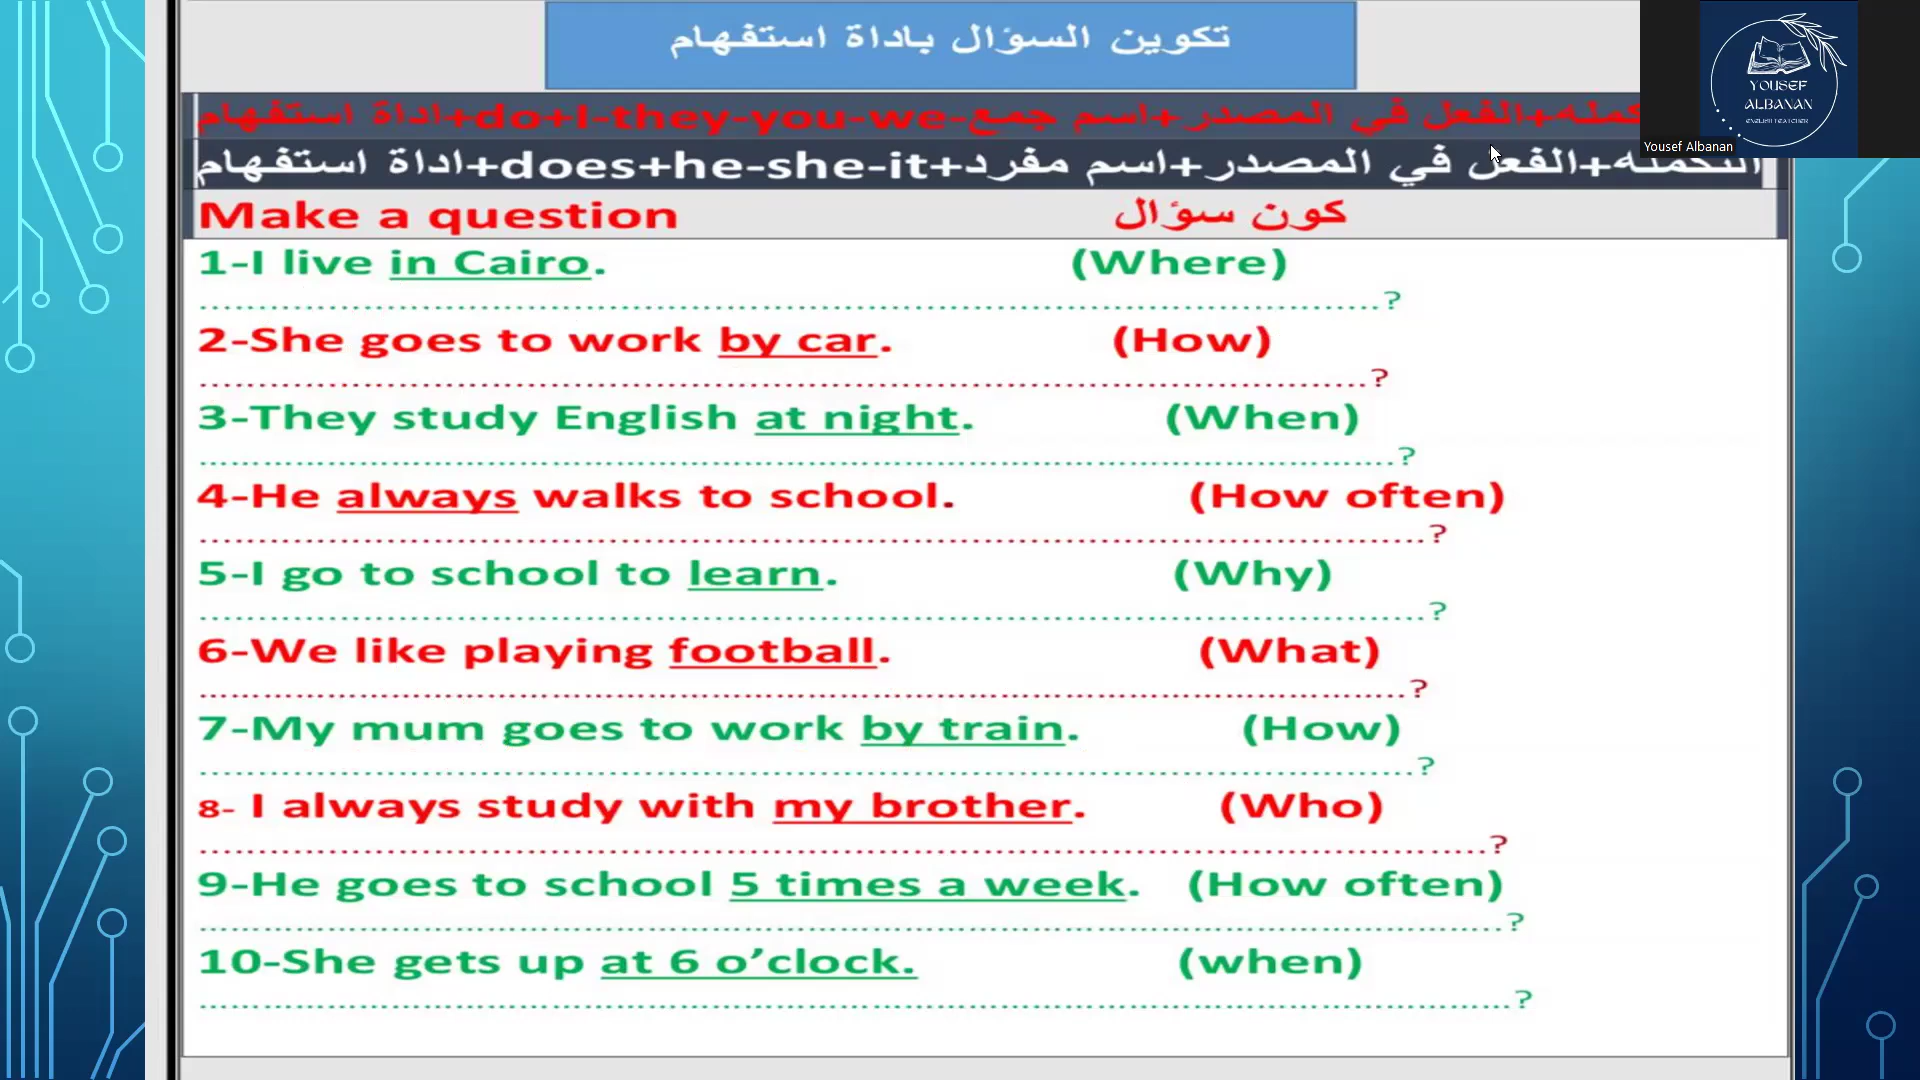 تكوين السؤال باداة استفهام
اداة استفهام+do+I-they-you-we-اسم جمع+الفعل في المصدر+
اداة استفهام+does+he-she-it+اسم مفرد+الفعل في المصدر+التكمله
Make a question كون سؤال
1-I live in Cairo. (Where)
..........................................................................................?
2-She goes to work by car. (How)
..........................................................................................?
3-They study English at night. (When)
..........................................................................................?
4-He always walks to school. (How often)
..........................................................................................?
5-I go to school to learn. (Why)
..........................................................................................?
6-We like playing football. (What)
..........................................................................................?
7-My mum goes to work by train. (How)
..........................................................................................?
8- I always study with my brother. (Who)
..........................................................................................?
9-He goes to school 5 times a week. (How often)
..........................................................................................?
10-She gets up at 6 o’clock. (when)
..........................................................................................?
YOUSEF
ALBANAN
ENGLISH TEACHER
Yousef Albanan